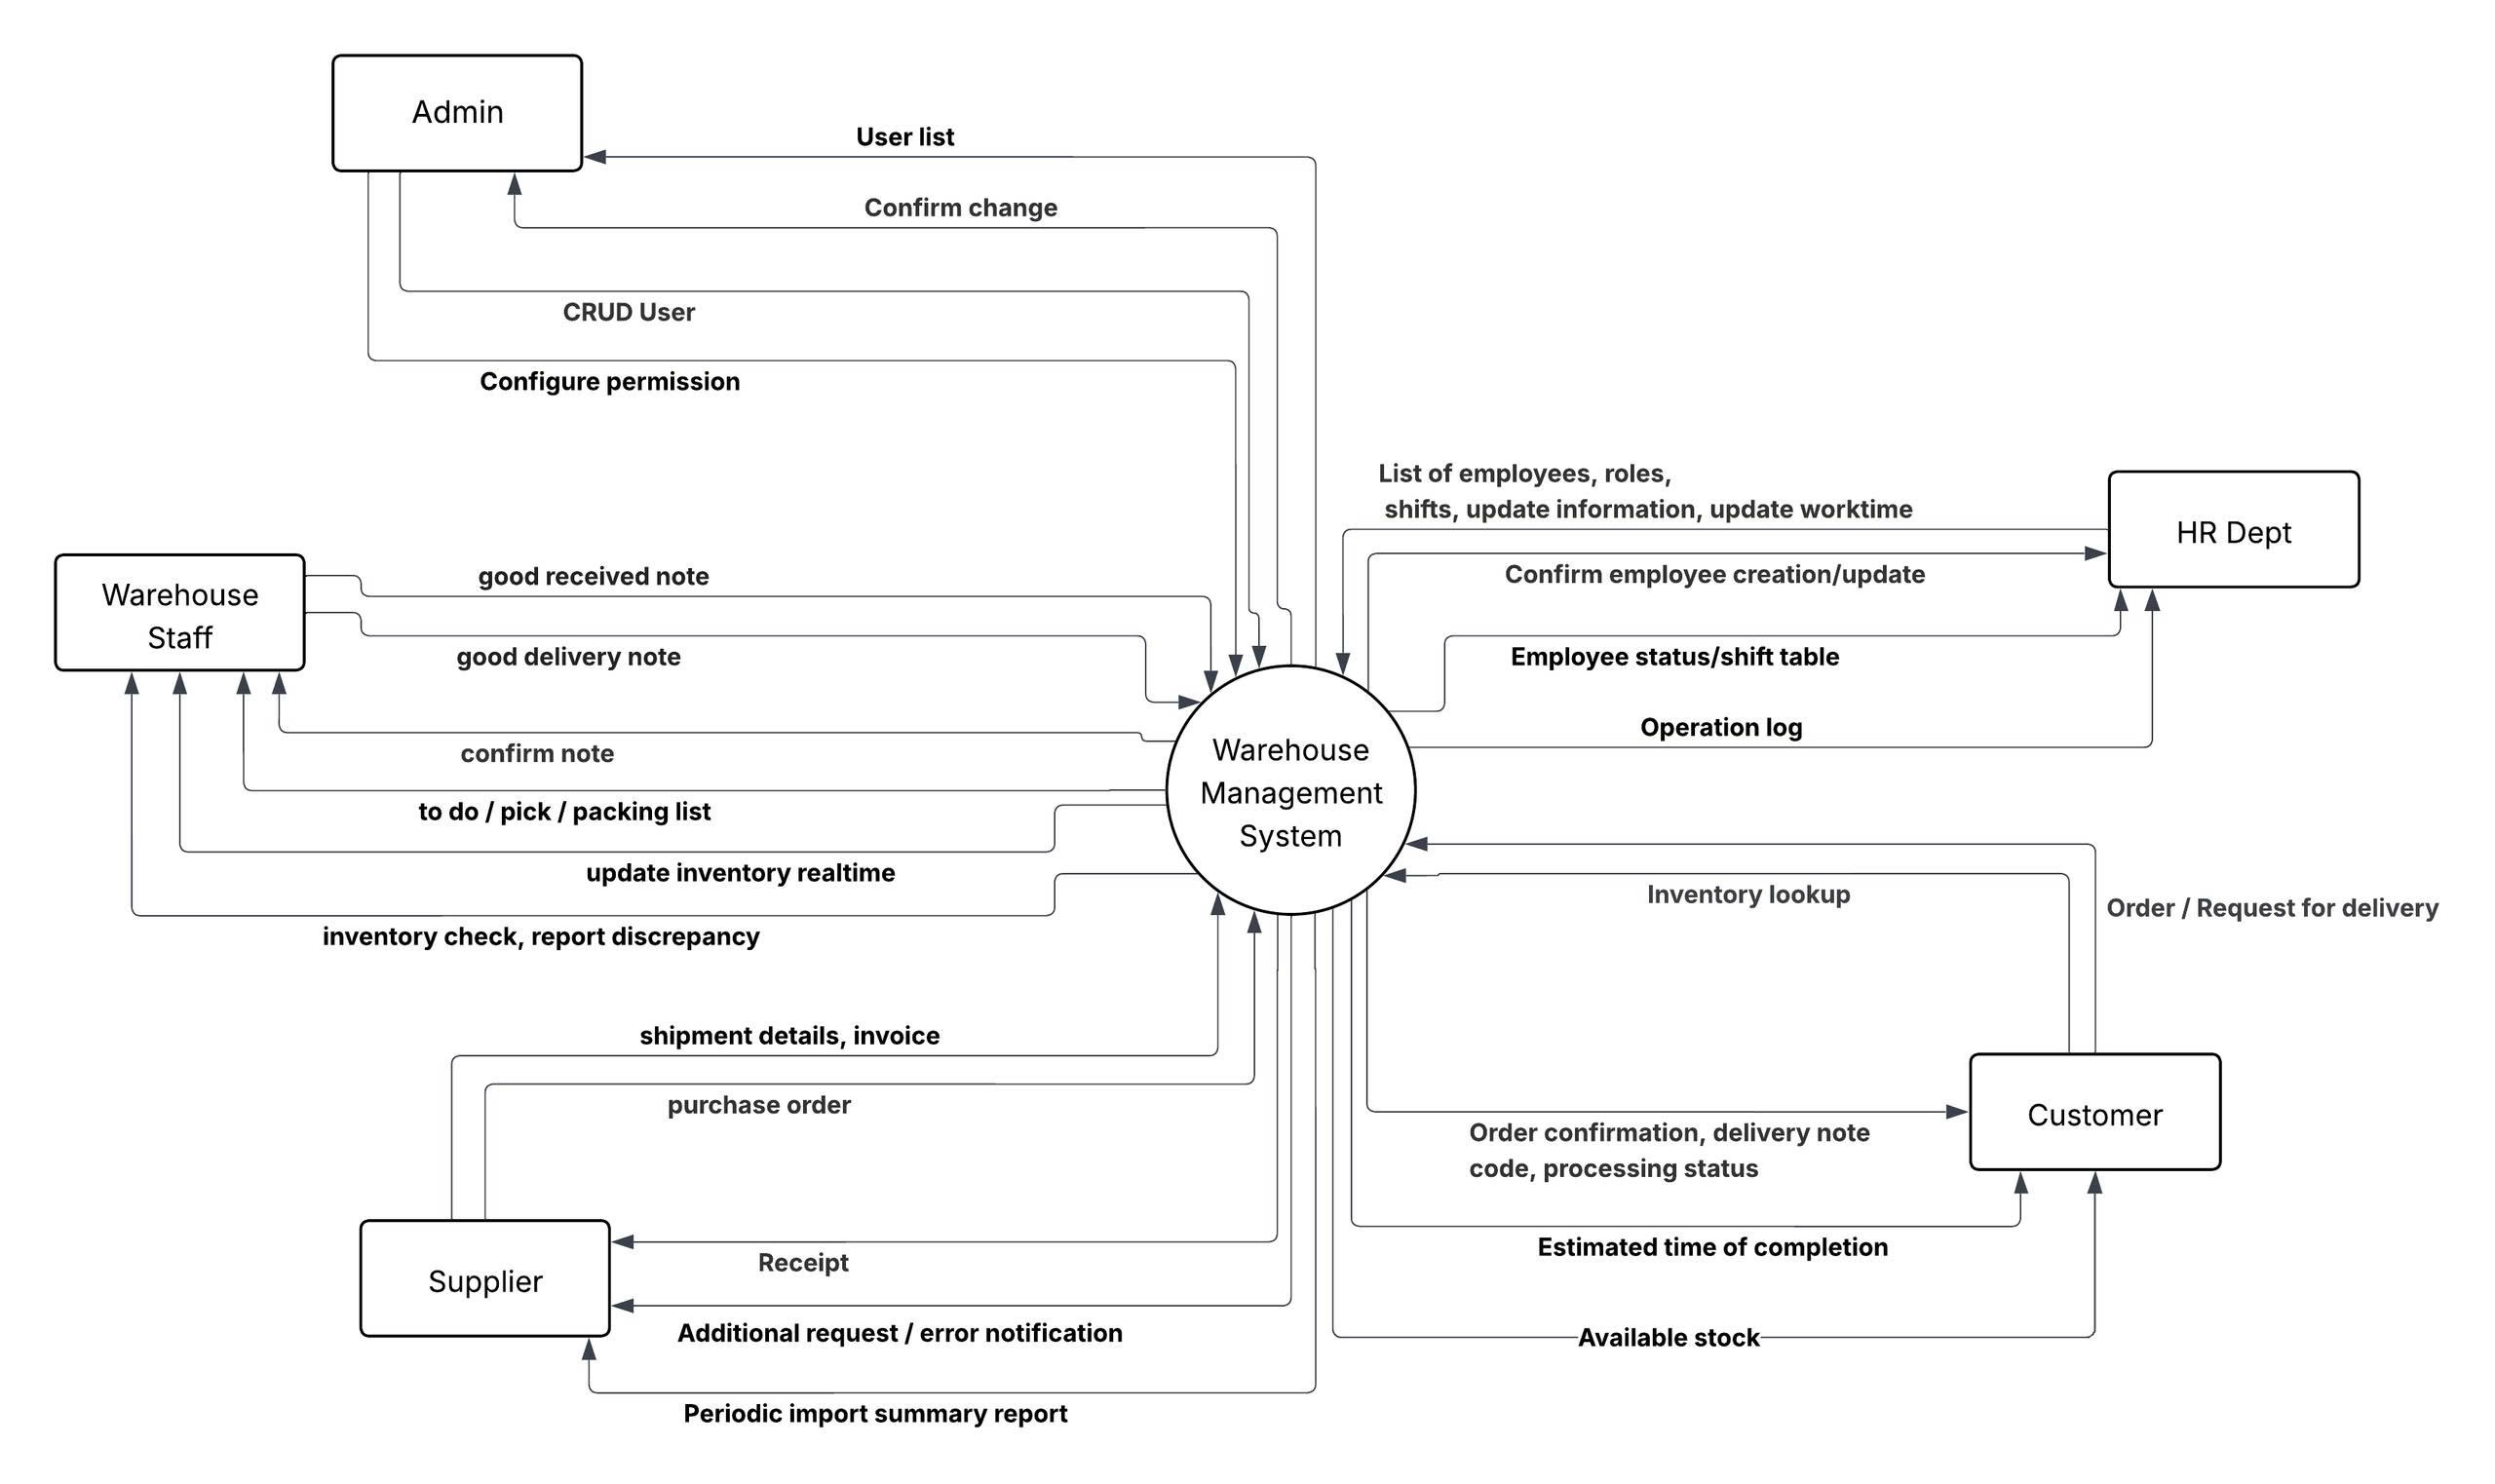 Admin
User list
Confirm change
CRUD User
Configure permission
List of employees, roles,
shifts, update information, update worktime
HR Dept
Confirm employee creation/update
Warehouse
Staff
good received note
good delivery note
Employee status/shift table
Operation log
confirm note
Warehouse
Management
System
to do / pick / packing list
update inventory realtime
Inventory lookup
Order / Request for delivery
inventory check, report discrepancy
shipment details, invoice
purchase order
Customer
Order confirmation, delivery note
code, processing status
Supplier
Receipt
Estimated time of completion
Additional request / error notification
Available stock
Periodic import summary report